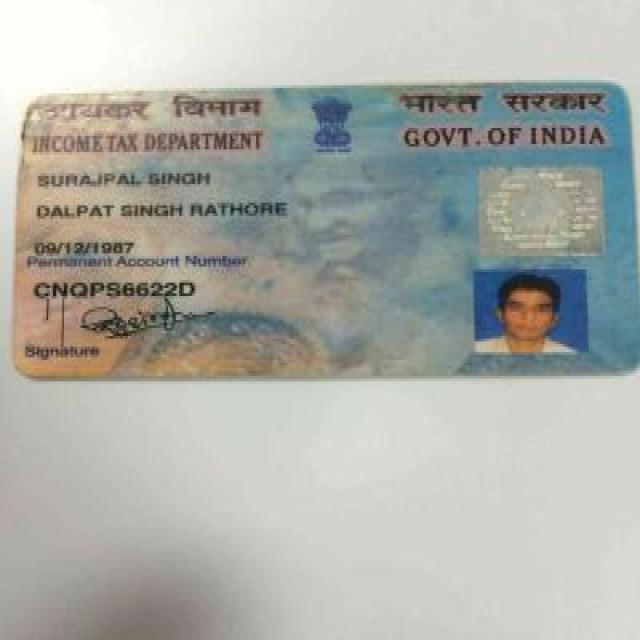 आयकर विभाग
INCOME TAX DEPARTMENT
भारत सरकार
GOVT. OF INDIA
SURAJPAL SINGH
DALPAT SINGH RATHORE
09/12/1987
Permanent Account Number
CNQPS6622D
Signature